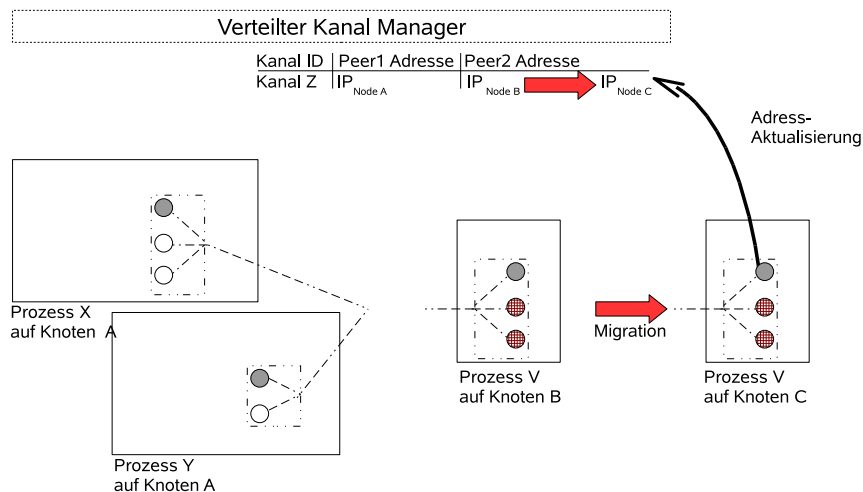 Verteilter Kanal Manager
Kanal ID Peer1 Adresse Peer2 Adresse
Kanal Z IP Node A IP Node B IP Node C
Adress-
Aktualisierung
Prozess X
auf Knoten A
Migration
Prozess V
auf Knoten B
Prozess V
auf Knoten C
Prozess Y
auf Knoten A